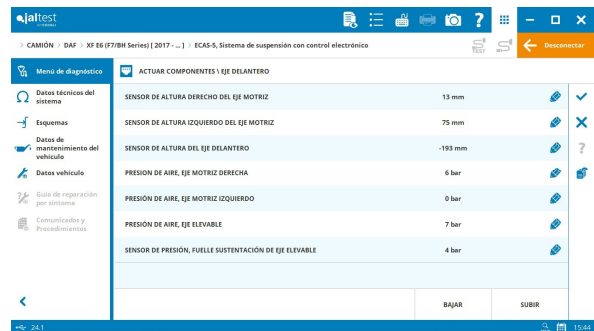 jaltest
CAMIÓN > DAF > XF E6 (F7/BH Series) [ 2017 - ... ] > ECAS-5, Sistema de suspensión con control electrónico
TEST
Desconectar
Menú de diagnóstico
ACTUAR COMPONENTES \ EJE DELANTERO
Datos técnicos del
sistema
Esquemas
Datos de
mantenimiento del
vehículo
Datos vehículo
Guía de reparación
por síntoma
Comunicados y
Procedimientos
SENSOR DE ALTURA DERECHO DEL EJE MOTRIZ 13 mm
SENSOR DE ALTURA IZQUIERDO DEL EJE MOTRIZ 75 mm
SENSOR DE ALTURA DEL EJE DELANTERO -193 mm
PRESION DE AIRE, EJE MOTRIZ DERECHA 6 bar
PRESIÓN DE AIRE, EJE MOTRIZ IZQUIERDO 0 bar
PRESIÓN DE AIRE, EJE ELEVABLE 7 bar
SENSOR DE PRESIÓN, FUELLE SUSTENTACIÓN DE EJE ELEVABLE 4 bar
BAJAR SUBIR
24.1 15:44